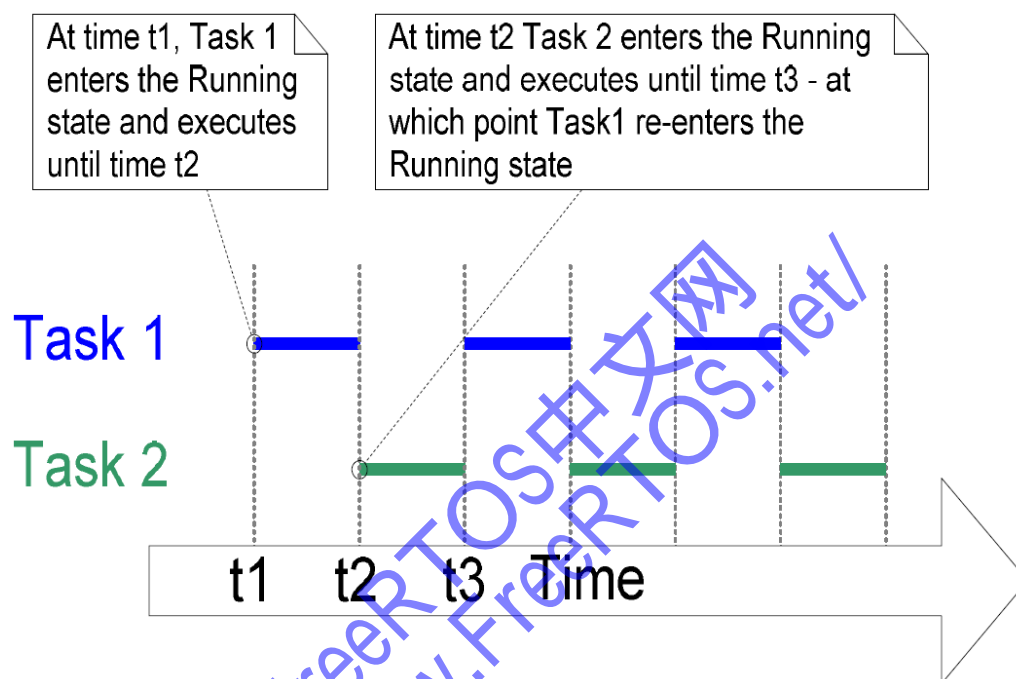 At time t1, Task 1
enters the Running
state and executes
until time t2
At time t2 Task 2 enters the Running
state and executes until time t3 - at
which point Task1 re-enters the
Running state
Task 1
Task 2
t1 t2 t3 Time
FreeRTOS中文网
www.FreeRTOS.net/